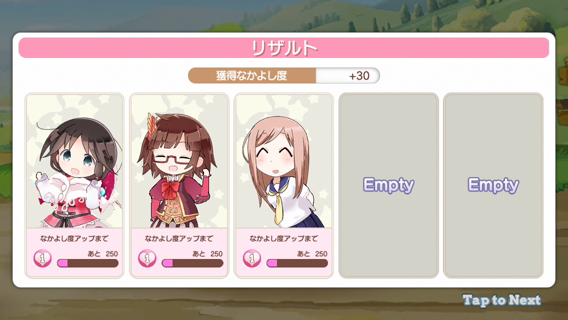 リザルト
獲得なかよし度 +30
Empty
Empty
なかよし度アップまで
1 あと 250
なかよし度アップまで
1 あと 250
なかよし度アップまで
1 あと 250
Tap to Next